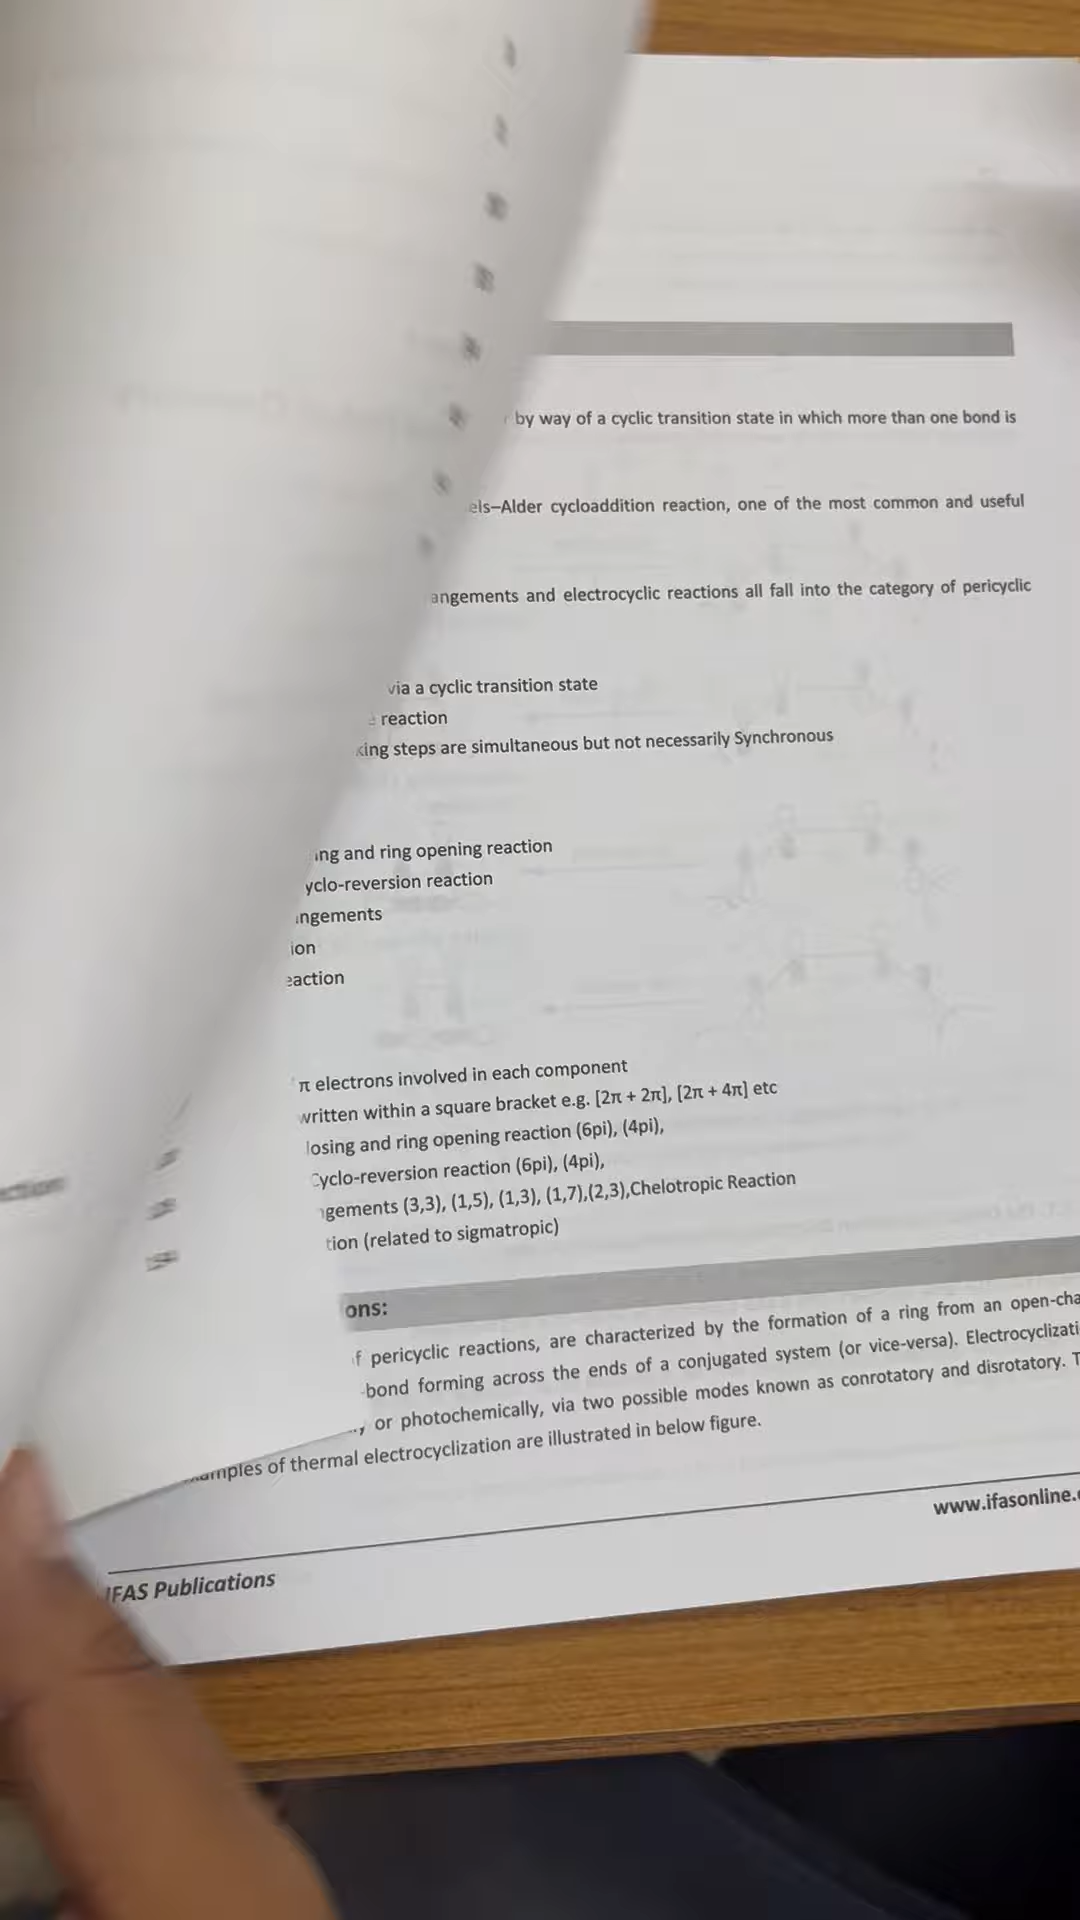 by way of a cyclic transition state in which more than one bond is
els–Alder cycloaddition reaction, one of the most common and useful
angements and electrocyclic reactions all fall into the category of pericyclic
via a cyclic transition state
reaction
king steps are simultaneous but not necessarily Synchronous
ing and ring opening reaction
yclo-reversion reaction
ngements
ion
eaction
π electrons involved in each component
written within a square bracket e.g. [2π + 2π], [2π + 4π] etc
losing and ring opening reaction (6pi), (4pi),
Cyclo-reversion reaction (6pi), (4pi),
gements (3,3), (1,5), (1,3), (1,7),(2,3),Chelotropic Reaction
tion (related to sigmatropic)
ons:
f pericyclic reactions, are characterized by the formation of a ring from an open-cha
bond forming across the ends of a conjugated system (or vice-versa). Electrocyclizati
, or photochemically, via two possible modes known as conrotatory and disrotatory. T
amples of thermal electrocyclization are illustrated in below figure.
www.ifasonline.
IFAS Publications